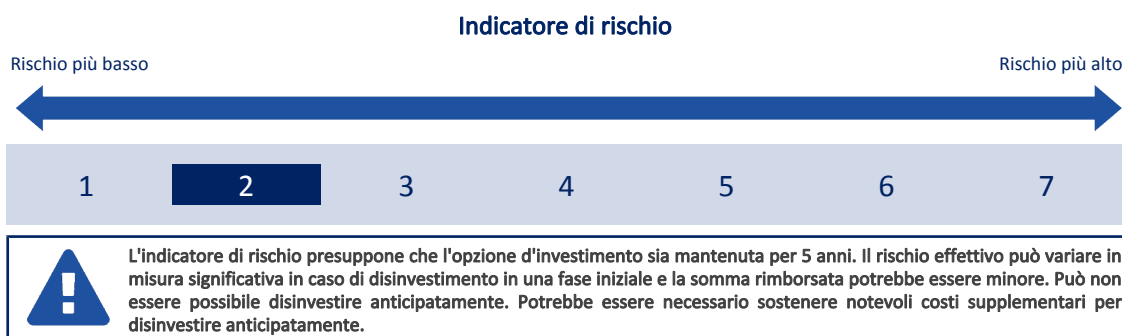 Indicatore di rischio
Rischio più basso
Rischio più alto
1 2 3 4 5 6 7
L'indicatore di rischio presuppone che l'opzione d'investimento sia mantenuta per 5 anni. Il rischio effettivo può variare in
misura significativa in caso di disinvestimento in una fase iniziale e la somma rimborsata potrebbe essere minore. Può non
essere possibile disinvestire anticipatamente. Potrebbe essere necessario sostenere notevoli costi supplementari per
disinvestire anticipatamente.